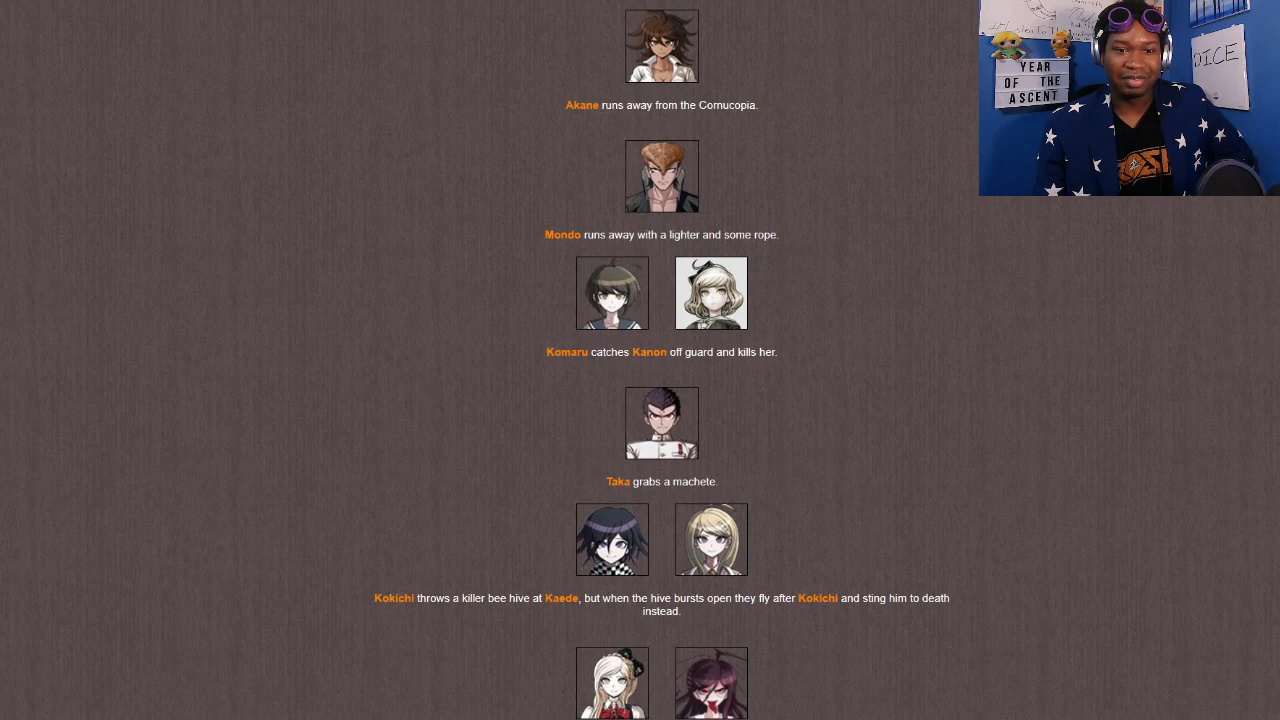 Akane runs away from the Cornucopia.
Mondo runs away with a lighter and some rope.
Komaru catches Kanon off guard and kills her.
Taka grabs a machete.
Kokichi throws a killer bee hive at Kaede, but when the hive bursts open they fly after Kokichi and sting him to death
instead.
YEAR
OF THE
ASCENT
DICE